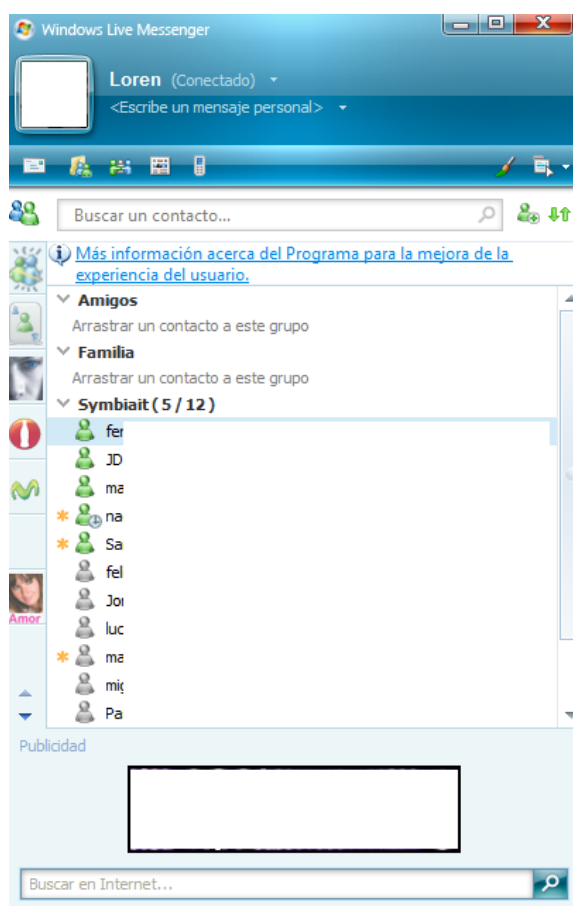 Windows Live Messenger
Loren (Conectado)
<Escribe un mensaje personal>
Buscar un contacto...
Más información acerca del Programa para la mejora de la
experiencia del usuario.
Amigos
Arrastrar un contacto a este grupo
Familia
Arrastrar un contacto a este grupo
Symbiait ( 5 / 12 )
fer
JD
ma
na
Sa
fel
Jor
luc
ma
mig
Pa
Amor
Publicidad
Buscar en Internet...